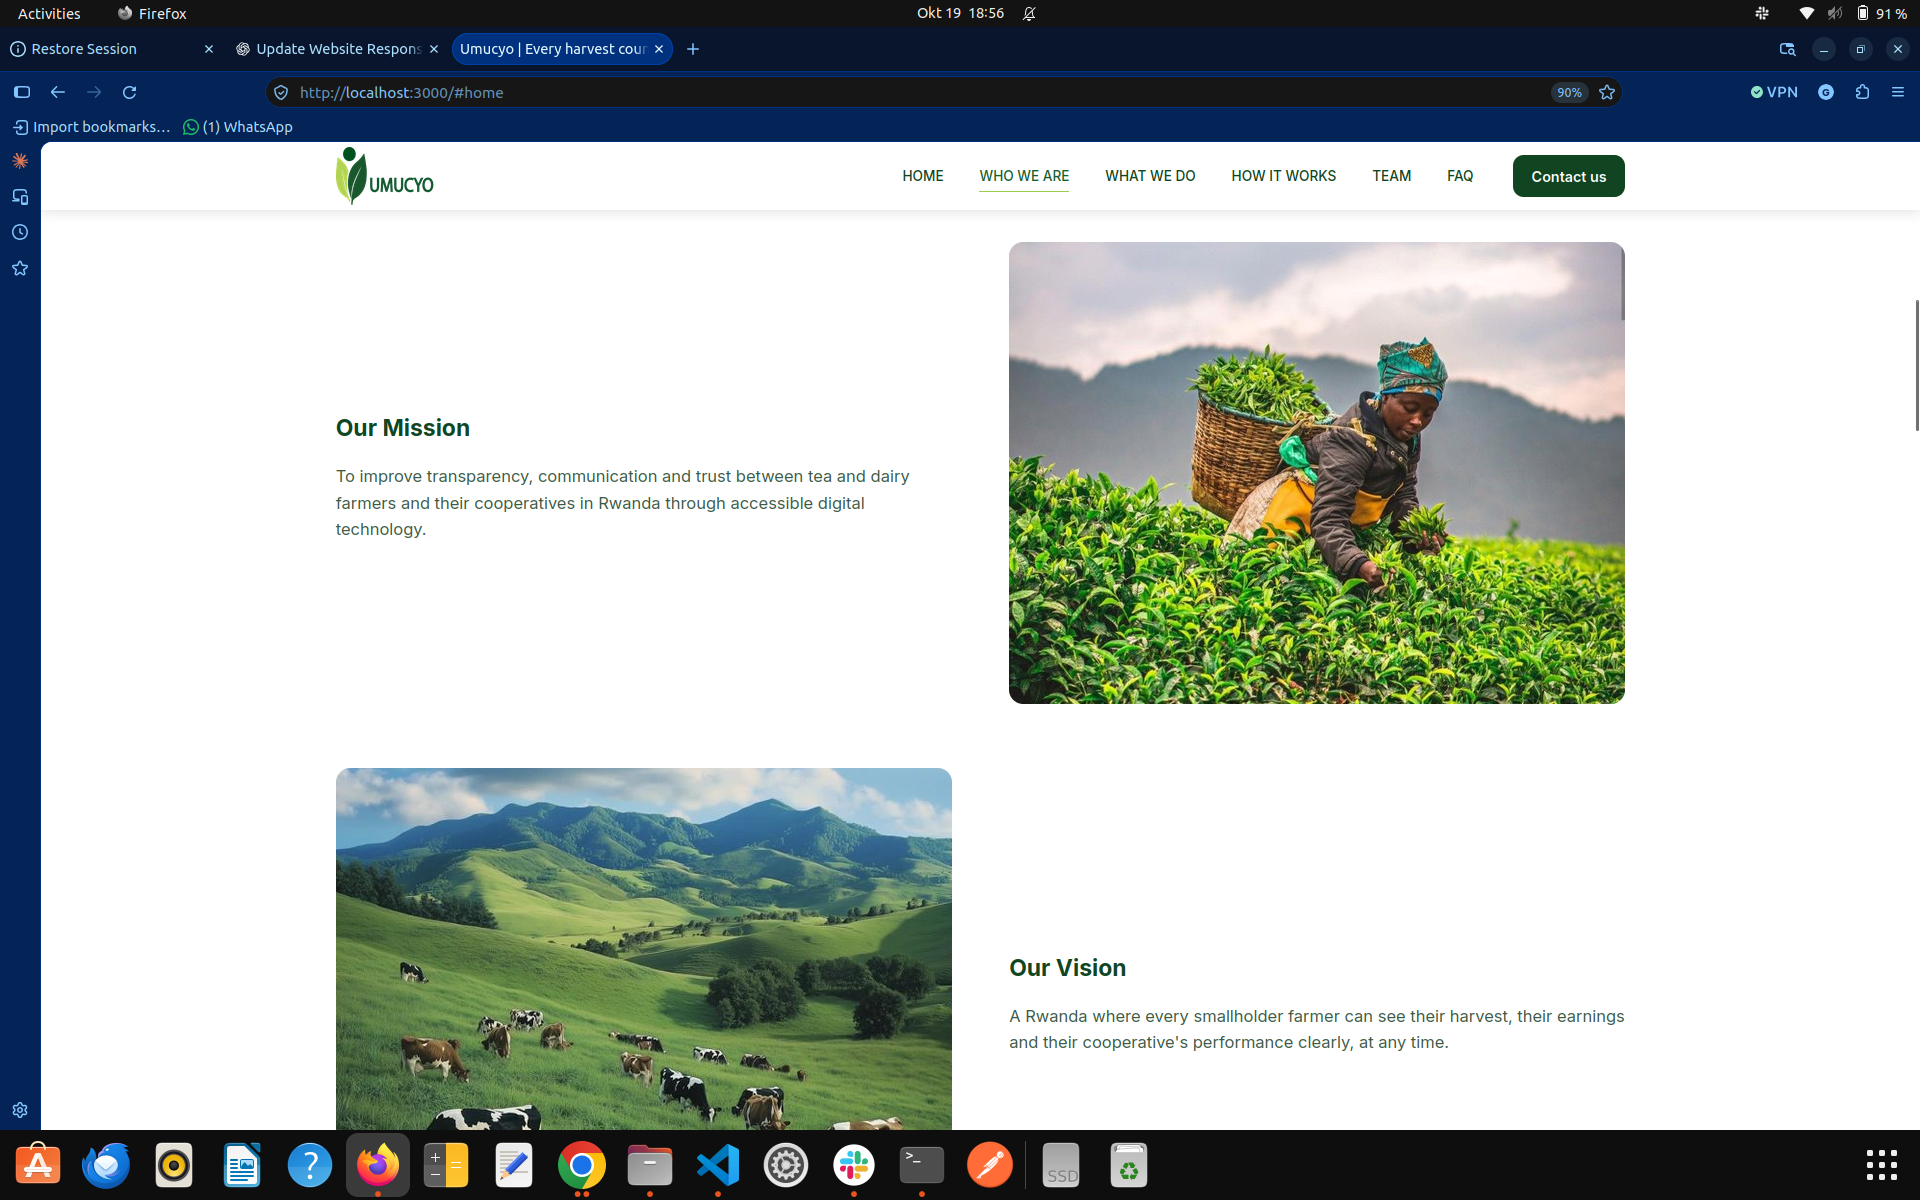 Activities
Firefox
Okt 19 18:56
91 %
Restore Session
Update Website Respons
Umucyo | Every harvest cour
http://localhost:3000/#home
90%
VPN
Import bookmarks...
(1) WhatsApp
UMUCYO
HOME
WHO WE ARE
WHAT WE DO
HOW IT WORKS
TEAM
FAQ
Contact us
Our Mission
To improve transparency, communication and trust between tea and dairy
farmers and their cooperatives in Rwanda through accessible digital
technology.
Our Vision
A Rwanda where every smallholder farmer can see their harvest, their earnings
and their cooperative's performance clearly, at any time.
SSD